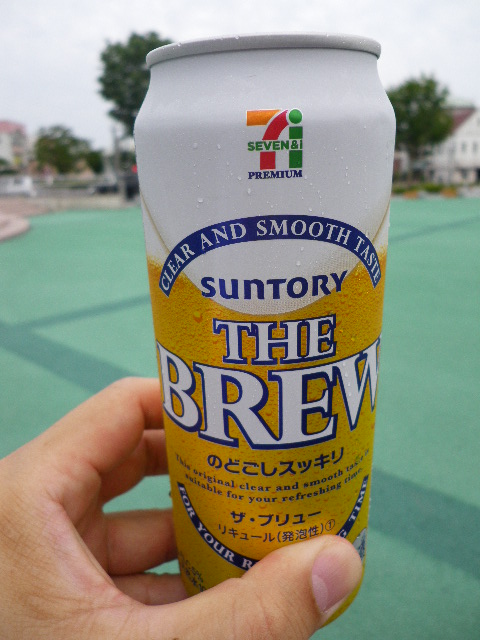 7i
SEVEN&i
PREMIUM
CLEAR AND SMOOTH TASTE
SUNTORY
THE
BREW
のどごしスッキリ
This original clear and smooth taste is
suitable for your refreshing time.
ザ・ブリュー
リキュール(発泡性)①
FOR YOUR R
TIME